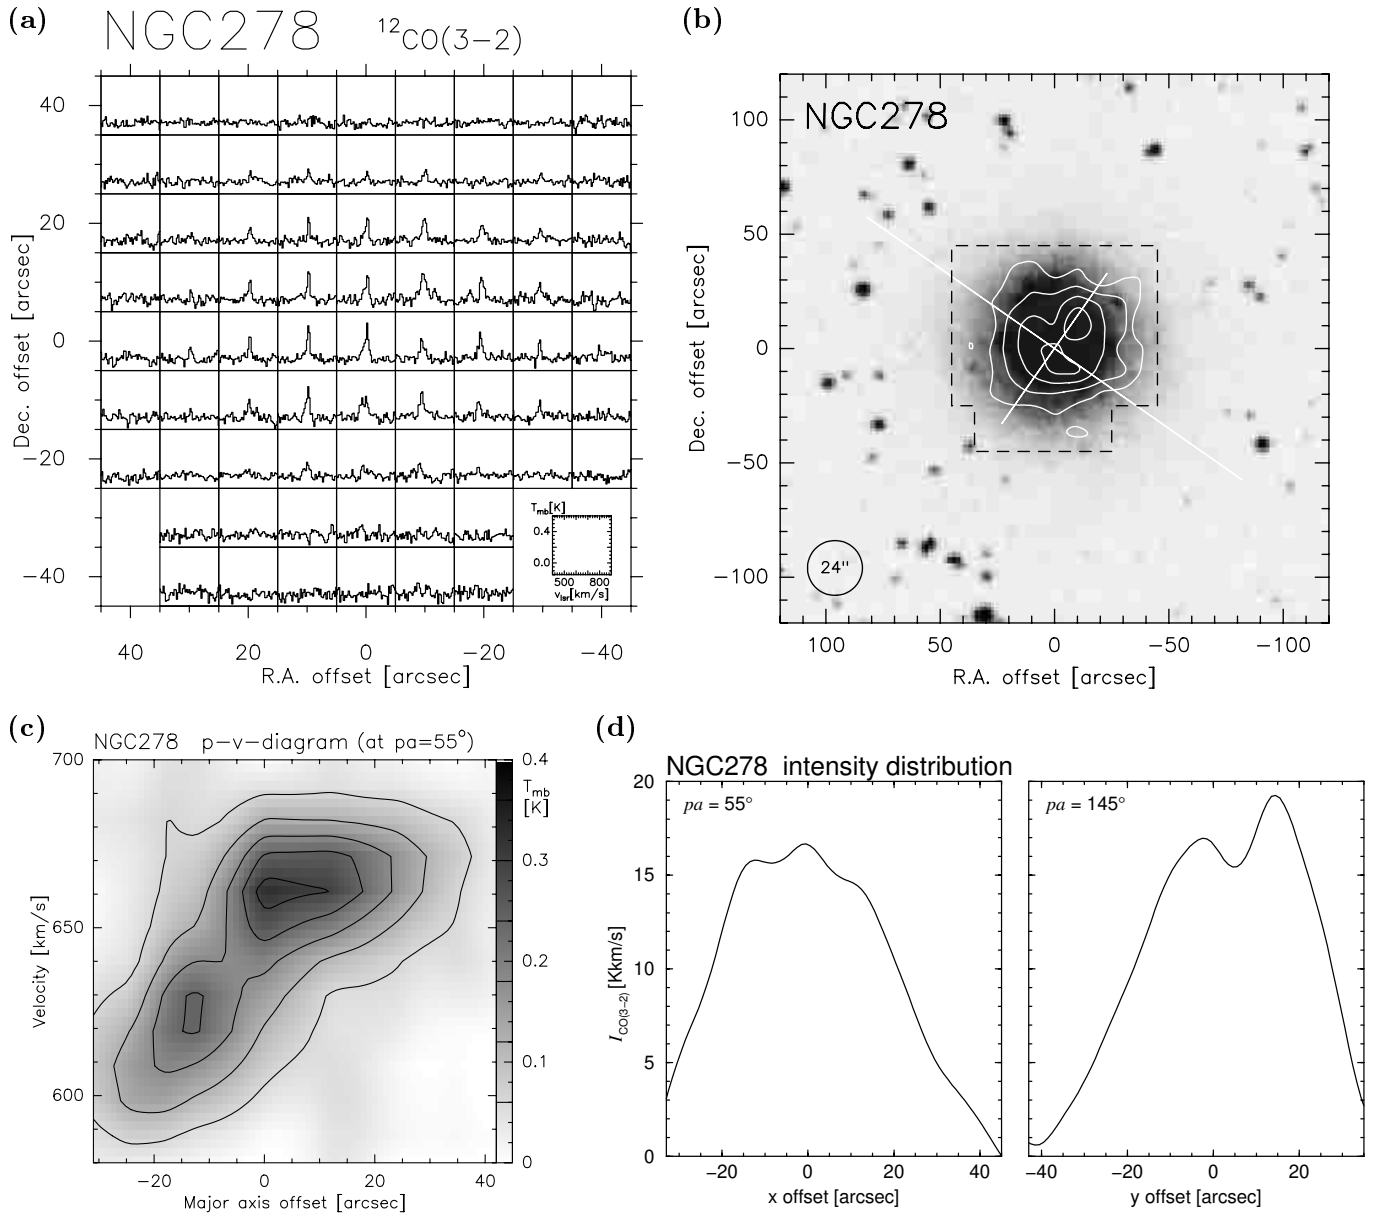 (a)
NGC278 ¹²CO(3−2)
40
20
0
−20
−40
Dec. offset [arcsec]
Tmb[K]
0.4
0.0
500 800
vlsr[km/s]
40 20 0 −20 −40
R.A. offset [arcsec]
(b)
NGC278
100
50
0
−50
−100
Dec. offset [arcsec]
24"
100 50 0 −50 −100
R.A. offset [arcsec]
(c)
NGC278 p−v−diagram (at pa=55°)
700
650
600
Velocity [km/s]
0.4
Tmb
[K]
0.3
0.2
0.1
0
−20 0 20 40
Major axis offset [arcsec]
(d)
NGC278 intensity distribution
20
15
10
5
0
I CO(3−2) [Kkm/s]
pa = 55°
−20 0 20 40
x offset [arcsec]
pa = 145°
−40 −20 0 20
y offset [arcsec]